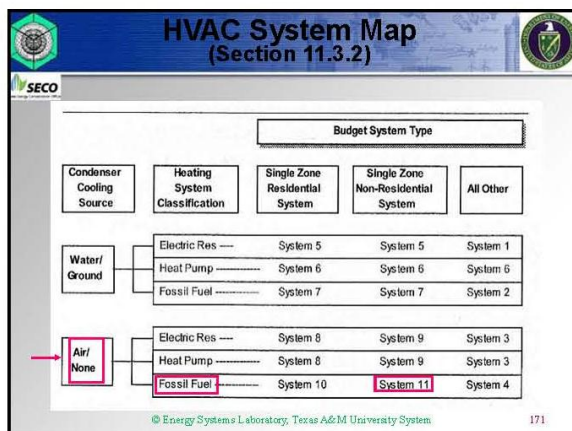 HVAC System Map
(Section 11.3.2)
SECO
Budget System Type
Condenser Cooling Source
Heating System Classification
Single Zone Residential System
Single Zone Non-Residential System
All Other
Water/ Ground
Electric Res ---- System 5 System 5 System 1
Heat Pump ------------ System 6 System 6 System 6
Fossil Fuel ------------ System 7 System 7 System 2
Air/ None
Electric Res ---- System 8 System 9 System 3
Heat Pump ------------ System 8 System 9 System 3
Fossil Fuel ------------ System 10 System 11 System 4
© Energy Systems Laboratory, Texas A&M University System 171